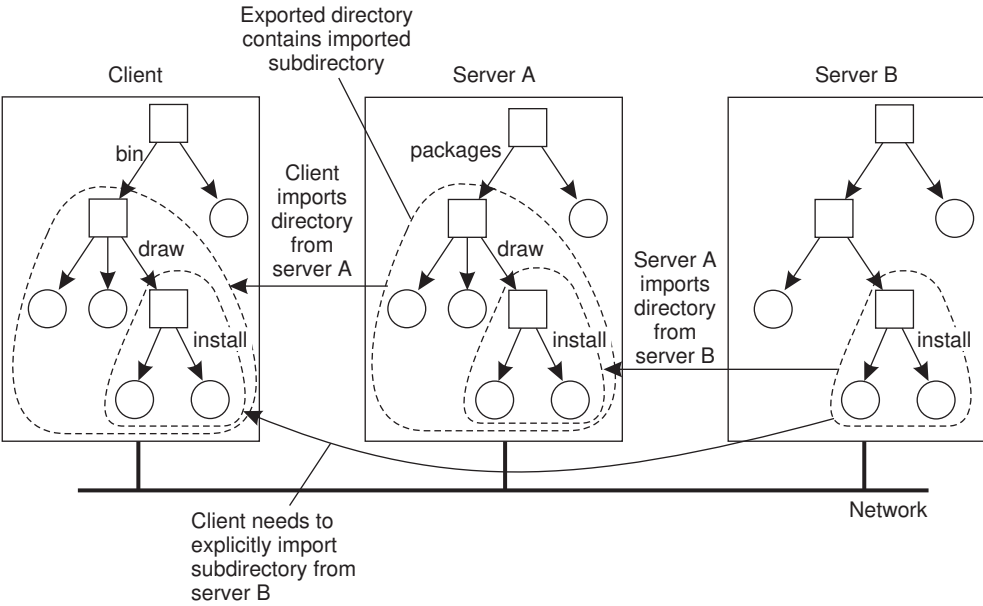 Exported directory
contains imported
subdirectory
Client
Server A
Server B
bin
packages
Client
imports
directory
from
server A
draw
draw
Server A
imports
directory
from
server B
install
install
install
Network
Client needs to
explicitly import
subdirectory from
server B